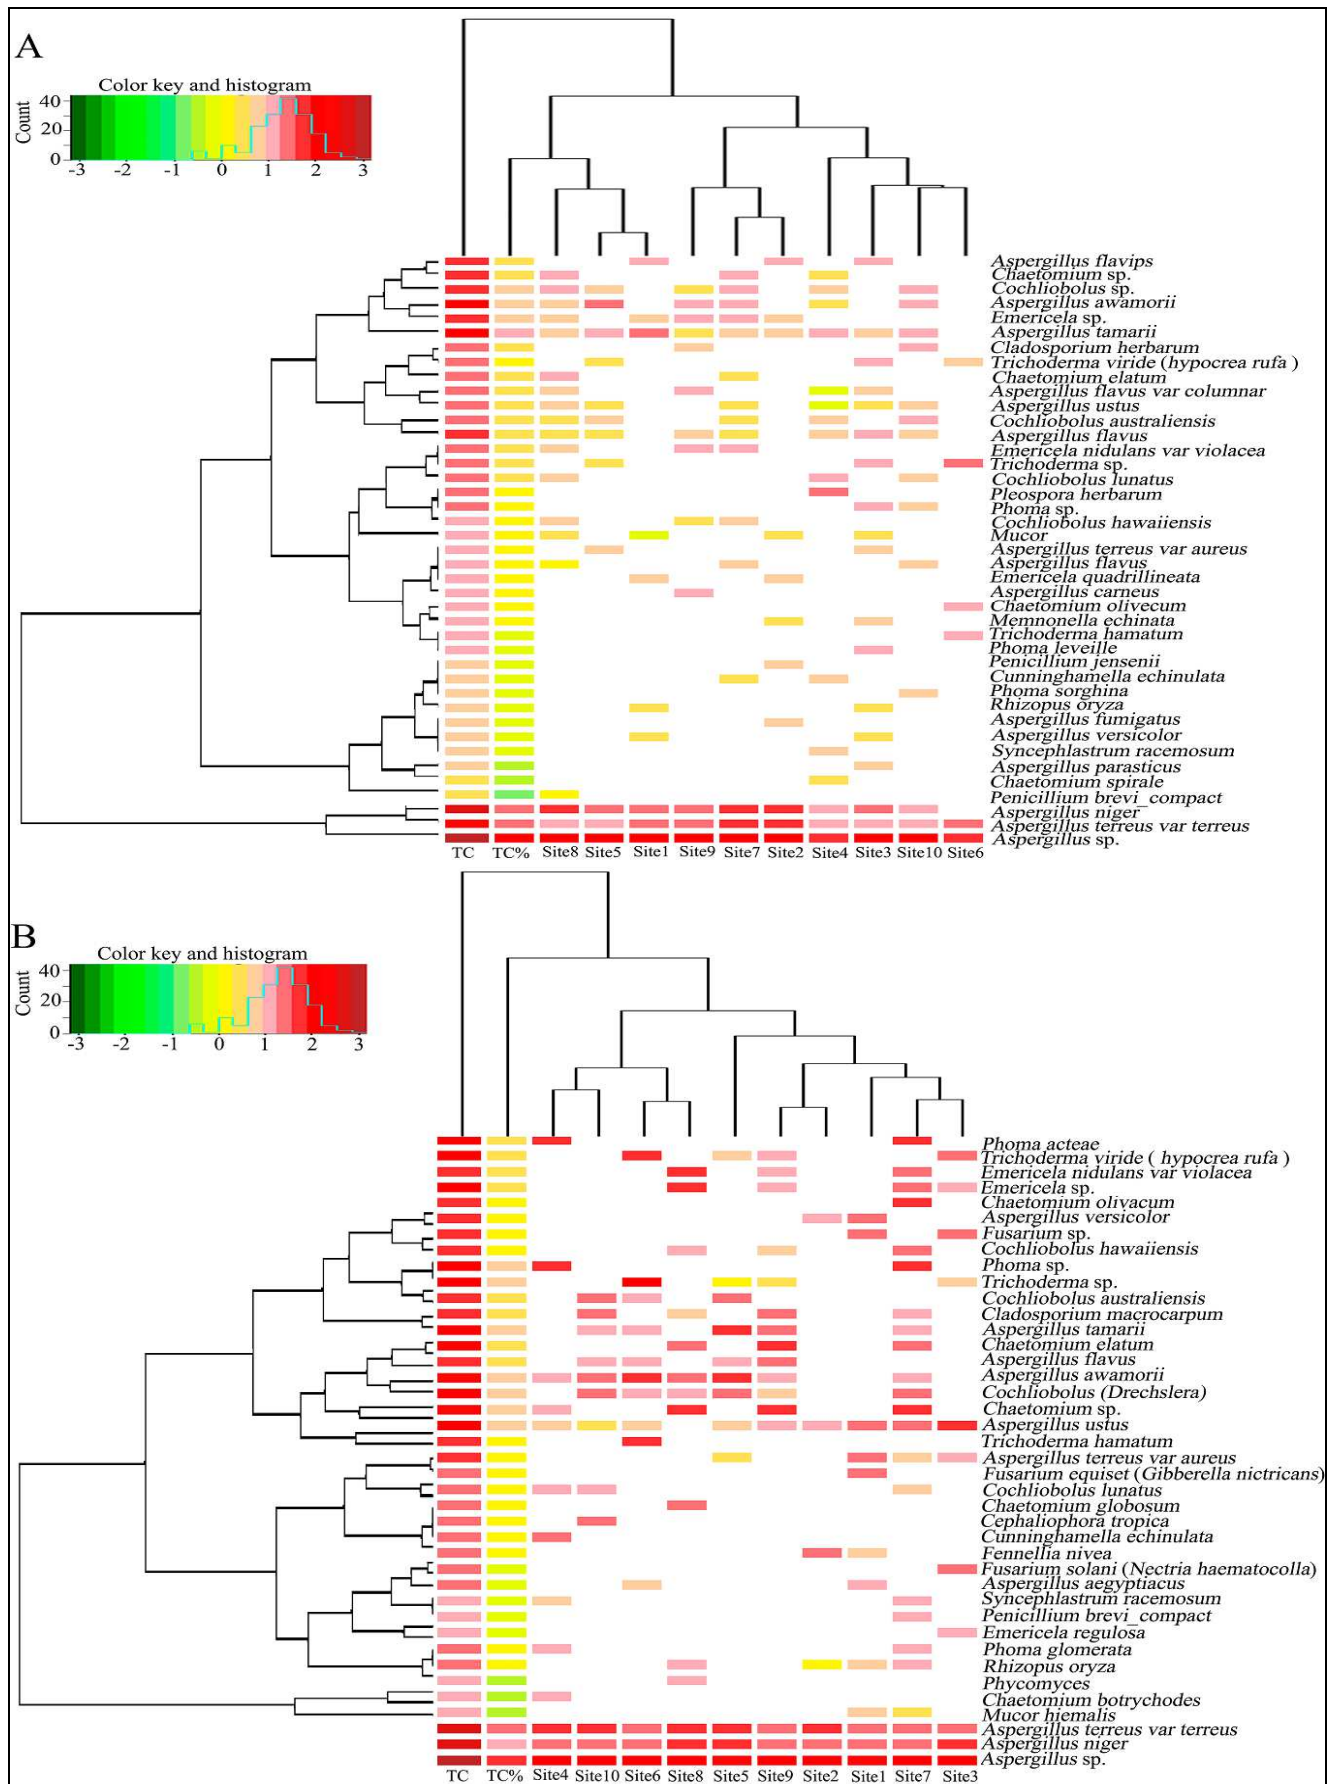 A
Color key and histogram
Count
40
20
0
-3 -2 -1 0 1 2 3
Aspergillus flavips
Chaetomium sp.
Cochliobolus sp.
Aspergillus awamorii
Emericela sp.
Aspergillus tamarii
Cladosporium herbarum
Trichoderma viride (hypocrea rufa )
Chaetomium elatum
Aspergillus flavus var columnar
Aspergillus ustus
Cochliobolus australiensis
Aspergillus flavus
Emericela nidulans var violacea
Trichoderma sp.
Cochliobolus lunatus
Pleospora herbarum
Phoma sp.
Cochliobolus hawaiiensis
Mucor
Aspergillus terreus var aureus
Aspergillus flavus
Emericela quadrillineata
Aspergillus carneus
Chaetomium olivecum
Memnonella echinata
Trichoderma hamatum
Phoma leveille
Penicillium jensenii
Cunninghamella echinulata
Phoma sorghina
Rhizopus oryza
Aspergillus fumigatus
Aspergillus versicolor
Syncephlastrum racemosum
Aspergillus parasticus
Chaetomium spirale
Penicillium brevi_compact
Aspergillus niger
Aspergillus terreus var terreus
Aspergillus sp.
TC TC% Site8 Site5 Site1 Site9 Site7 Site2 Site4 Site3 Site10 Site6
B
Color key and histogram
Count
40
20
0
-3 -2 -1 0 1 2 3
Phoma acteae
Trichoderma viride ( hypocrea rufa )
Emericela nidulans var violacea
Emericela sp.
Chaetomium olivacum
Aspergillus versicolor
Fusarium sp.
Cochliobolus hawaiiensis
Phoma sp.
Trichoderma sp.
Cochliobolus australiensis
Cladosporium macrocarpum
Aspergillus tamarii
Chaetomium elatum
Aspergillus flavus
Aspergillus awamorii
Cochliobolus (Drechslera)
Chaetomium sp.
Aspergillus ustus
Trichoderma hamatum
Aspergillus terreus var aureus
Fusarium equiset (Gibberella nictricans)
Cochliobolus lunatus
Chaetomium globosum
Cephaliophora tropica
Cunninghamella echinulata
Fennellia nivea
Fusarium solani (Nectria haematocolla)
Aspergillus aegyptiacus
Syncephlastrum racemosum
Penicillium brevi_compact
Emericela regulosa
Phoma glomerata
Rhizopus oryza
Phycomyces
Chaetomium botrychodes
Mucor hiemalis
Aspergillus terreus var terreus
Aspergillus niger
Aspergillus sp.
TC TC% Site4 Site10 Site6 Site8 Site5 Site9 Site2 Site1 Site7 Site3